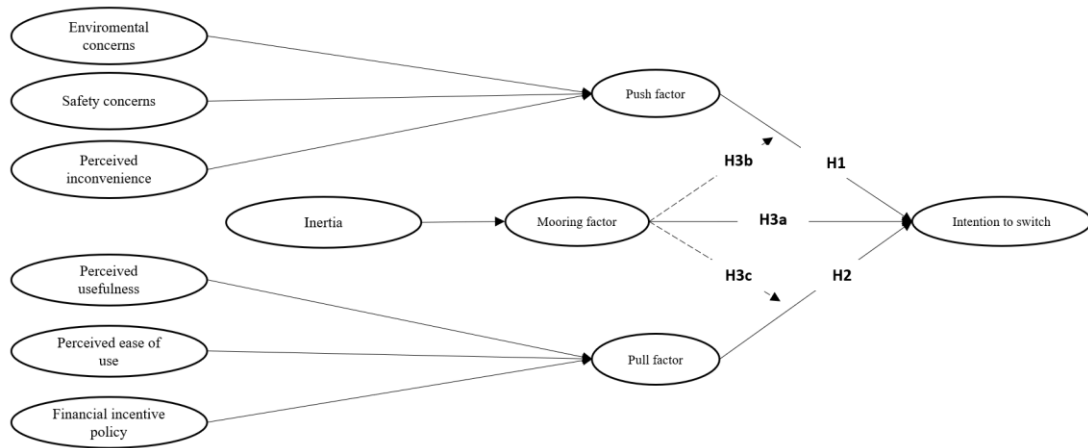 Enviromental
concerns
Safety concerns
Push factor
Perceived
inconvenience
H3b
H1
Inertia
Mooring factor
H3a
Intention to switch
Perceived
usefulness
H3c
H2
Perceived ease of
use
Pull factor
Financial incentive
policy